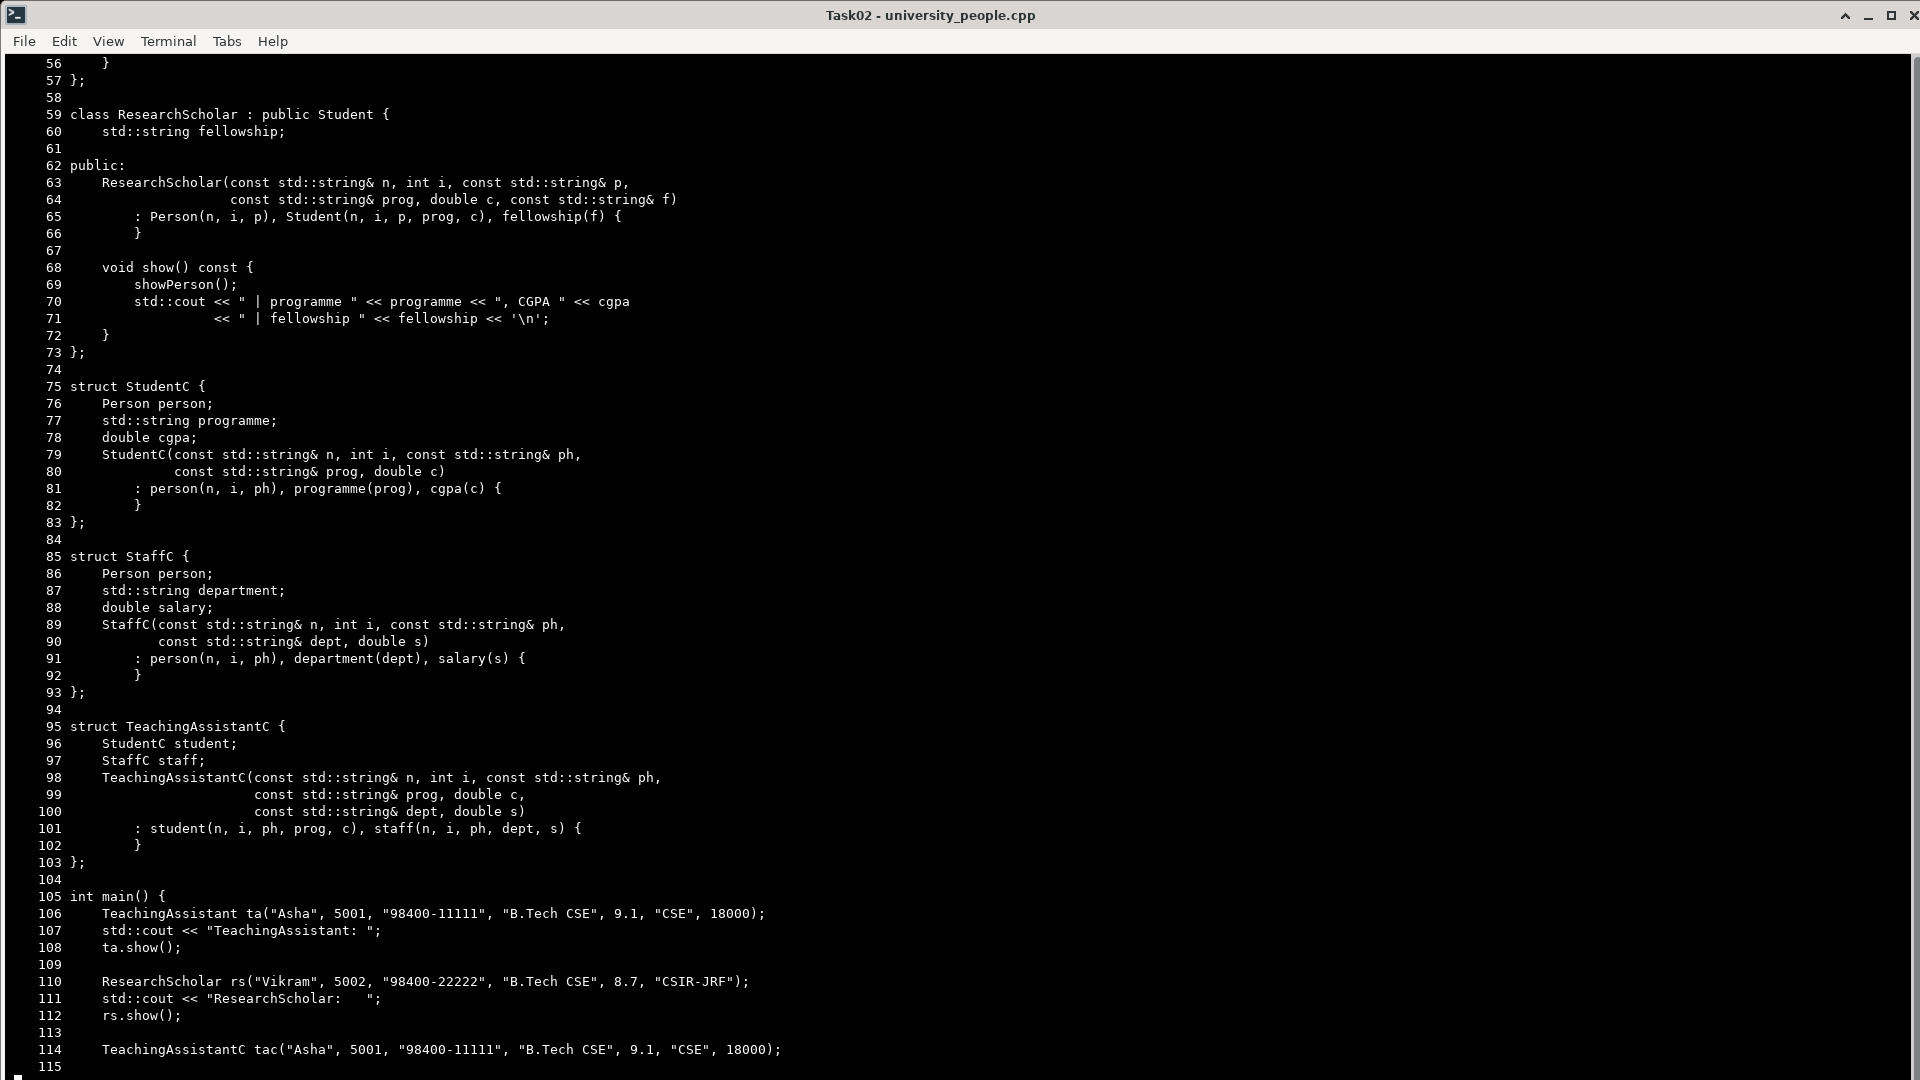 Task02 - university_people.cpp
File Edit View Terminal Tabs Help
56     }
57 };
58
59 class ResearchScholar : public Student {
60     std::string fellowship;
61
62 public:
63     ResearchScholar(const std::string& n, int i, const std::string& p,
64                     const std::string& prog, double c, const std::string& f)
65         : Person(n, i, p), Student(n, i, p, prog, c), fellowship(f) {
66         }
67
68     void show() const {
69         showPerson();
70         std::cout << " | programme " << programme << ", CGPA " << cgpa
71                   << " | fellowship " << fellowship << '\n';
72     }
73 };
74
75 struct StudentC {
76     Person person;
77     std::string programme;
78     double cgpa;
79     StudentC(const std::string& n, int i, const std::string& ph,
80              const std::string& prog, double c)
81         : person(n, i, ph), programme(prog), cgpa(c) {
82         }
83 };
84
85 struct StaffC {
86     Person person;
87     std::string department;
88     double salary;
89     StaffC(const std::string& n, int i, const std::string& ph,
90            const std::string& dept, double s)
91         : person(n, i, ph), department(dept), salary(s) {
92         }
93 };
94
95 struct TeachingAssistantC {
96     StudentC student;
97     StaffC staff;
98     TeachingAssistantC(const std::string& n, int i, const std::string& ph,
99                        const std::string& prog, double c,
100                        const std::string& dept, double s)
101         : student(n, i, ph, prog, c), staff(n, i, ph, dept, s) {
102         }
103 };
104
105 int main() {
106     TeachingAssistant ta("Asha", 5001, "98400-11111", "B.Tech CSE", 9.1, "CSE", 18000);
107     std::cout << "TeachingAssistant: ";
108     ta.show();
109
110     ResearchScholar rs("Vikram", 5002, "98400-22222", "B.Tech CSE", 8.7, "CSIR-JRF");
111     std::cout << "ResearchScholar:   ";
112     rs.show();
113
114     TeachingAssistantC tac("Asha", 5001, "98400-11111", "B.Tech CSE", 9.1, "CSE", 18000);
115